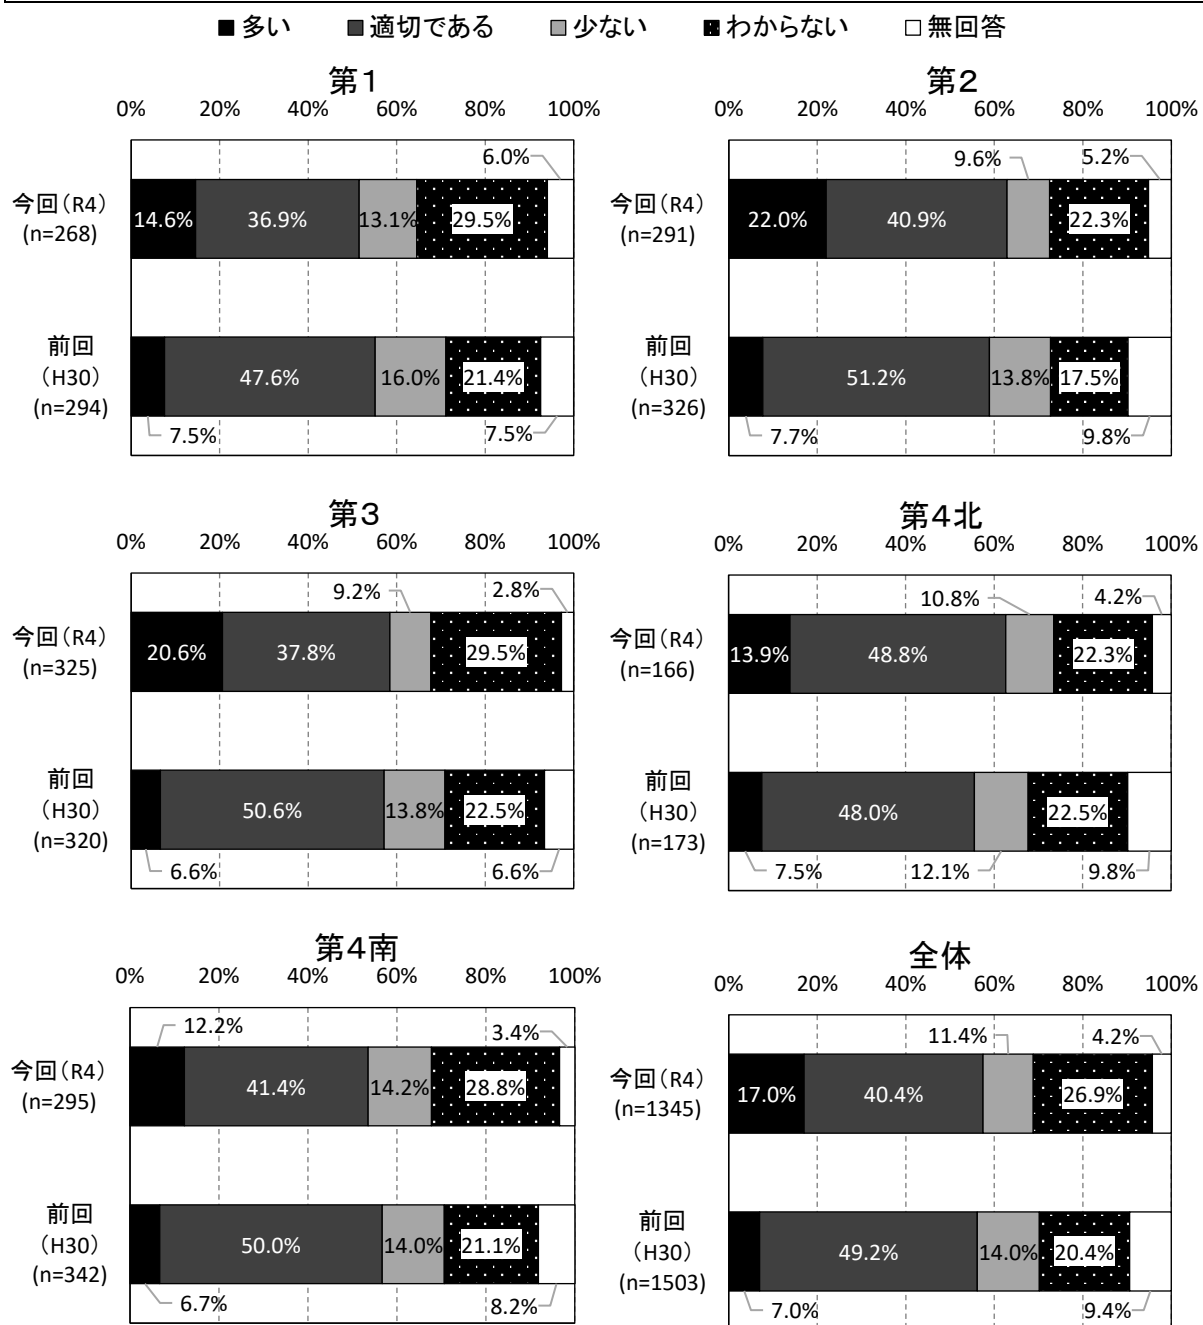 多い 適切である 少ない わからない 無回答
第1
0% 20% 40% 60% 80% 100%
6.0%
今回（R4）
(n=268)
14.6% 36.9% 13.1% 29.5%
前回
（H30）
(n=294)
47.6% 16.0% 21.4%
7.5% 7.5%
第2
0% 20% 40% 60% 80% 100%
9.6% 5.2%
今回（R4）
(n=291)
22.0% 40.9% 22.3%
前回
（H30）
(n=326)
51.2% 13.8% 17.5%
7.7% 9.8%
第3
0% 20% 40% 60% 80% 100%
9.2% 2.8%
今回（R4）
(n=325)
20.6% 37.8% 29.5%
前回
（H30）
(n=320)
50.6% 13.8% 22.5%
6.6% 6.6%
第4北
0% 20% 40% 60% 80% 100%
10.8% 4.2%
今回（R4）
(n=166)
13.9% 48.8% 22.3%
前回
（H30）
(n=173)
48.0% 22.5%
7.5% 12.1% 9.8%
第4南
0% 20% 40% 60% 80% 100%
12.2% 3.4%
今回（R4）
(n=295)
41.4% 14.2% 28.8%
前回
（H30）
(n=342)
50.0% 14.0% 21.1%
6.7% 8.2%
全体
0% 20% 40% 60% 80% 100%
11.4% 4.2%
今回（R4）
(n=1345)
17.0% 40.4% 26.9%
前回
（H30）
(n=1503)
49.2% 14.0% 20.4%
7.0% 9.4%